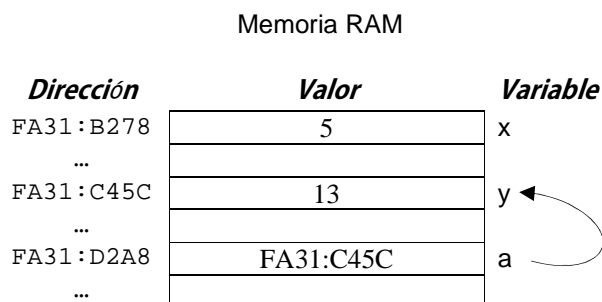 Memoria RAM
Dirección Valor Variable
FA31:B278 5 x
…
FA31:C45C 13 y
…
FA31:D2A8 FA31:C45C a
…